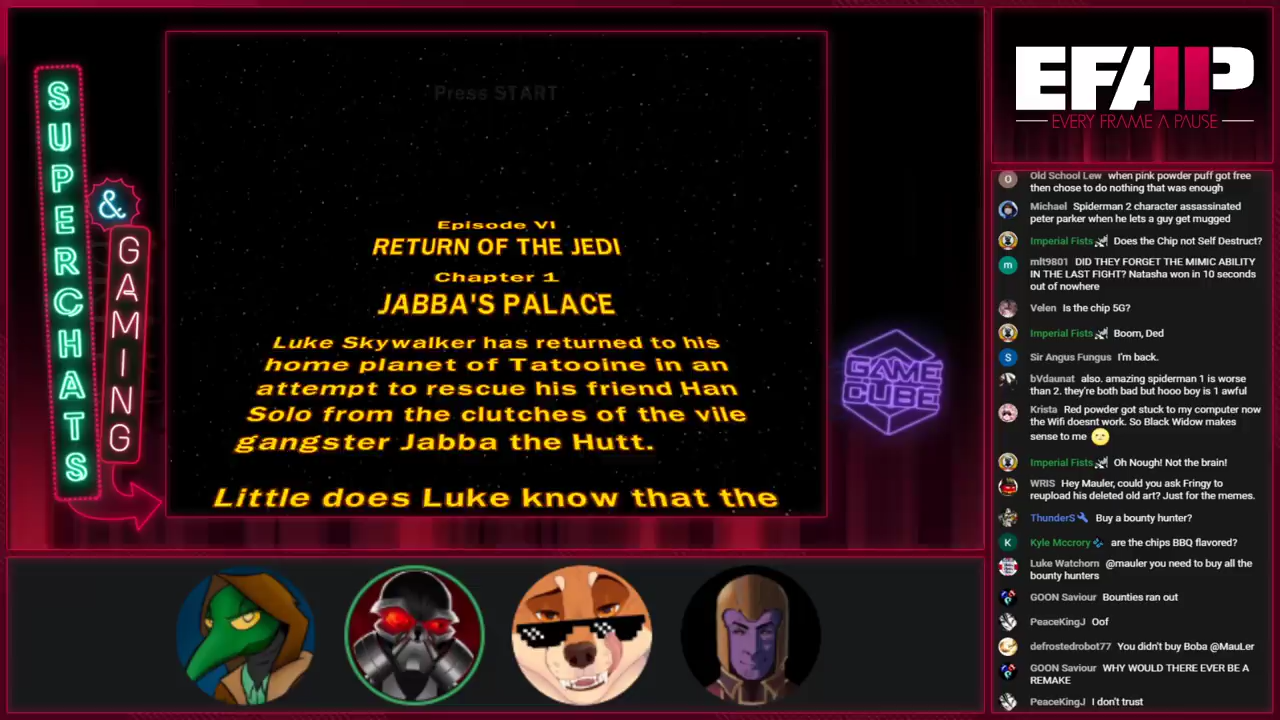 SUPERCHATS
&
GAMING
Press START
Episode VI
RETURN OF THE JEDI
Chapter 1
JABBA'S PALACE
Luke Skywalker has returned to his
home planet of Tatooine in an
attempt to rescue his friend Han
Solo from the clutches of the vile
gangster Jabba the Hutt.
Little does Luke know that the
GAME
CUBE
EFAP
EVERY FRAME A PAUSE
O Old School Lew when pink powder puff got free
then chose to do nothing that was enough
Michael Spiderman 2 character assassinated
peter parker when he lets a guy get mugged
Imperial Fists Does the Chip not Self Destruct?
m mlt9801 DID THEY FORGET THE MIMIC ABILITY
IN THE LAST FIGHT? Natasha won in 10 seconds
out of nowhere
Velen Is the chip 5G?
Imperial Fists Boom, Ded
S Sir Angus Fungus I'm back.
bVdaunat also. amazing spiderman 1 is worse
than 2. they're both bad but hooo boy is 1 awful
Krista Red powder got stuck to my computer now
the Wifi doesnt work. So Black Widow makes
sense to me
Imperial Fists Oh Nough! Not the brain!
WRIS Hey Mauler, could you ask Fringy to
reupload his deleted old art? Just for the memes.
ThunderS Buy a bounty hunter?
K Kyle Mccrory are the chips BBQ flavored?
Luke Watchorn @mauler you need to buy all the
bounty hunters
GOON Saviour Bounties ran out
PeaceKingJ Oof
defrostedrobot77 You didn't buy Boba @MauLer
GOON Saviour WHY WOULD THERE EVER BE A
REMAKE
PeaceKingJ I don't trust